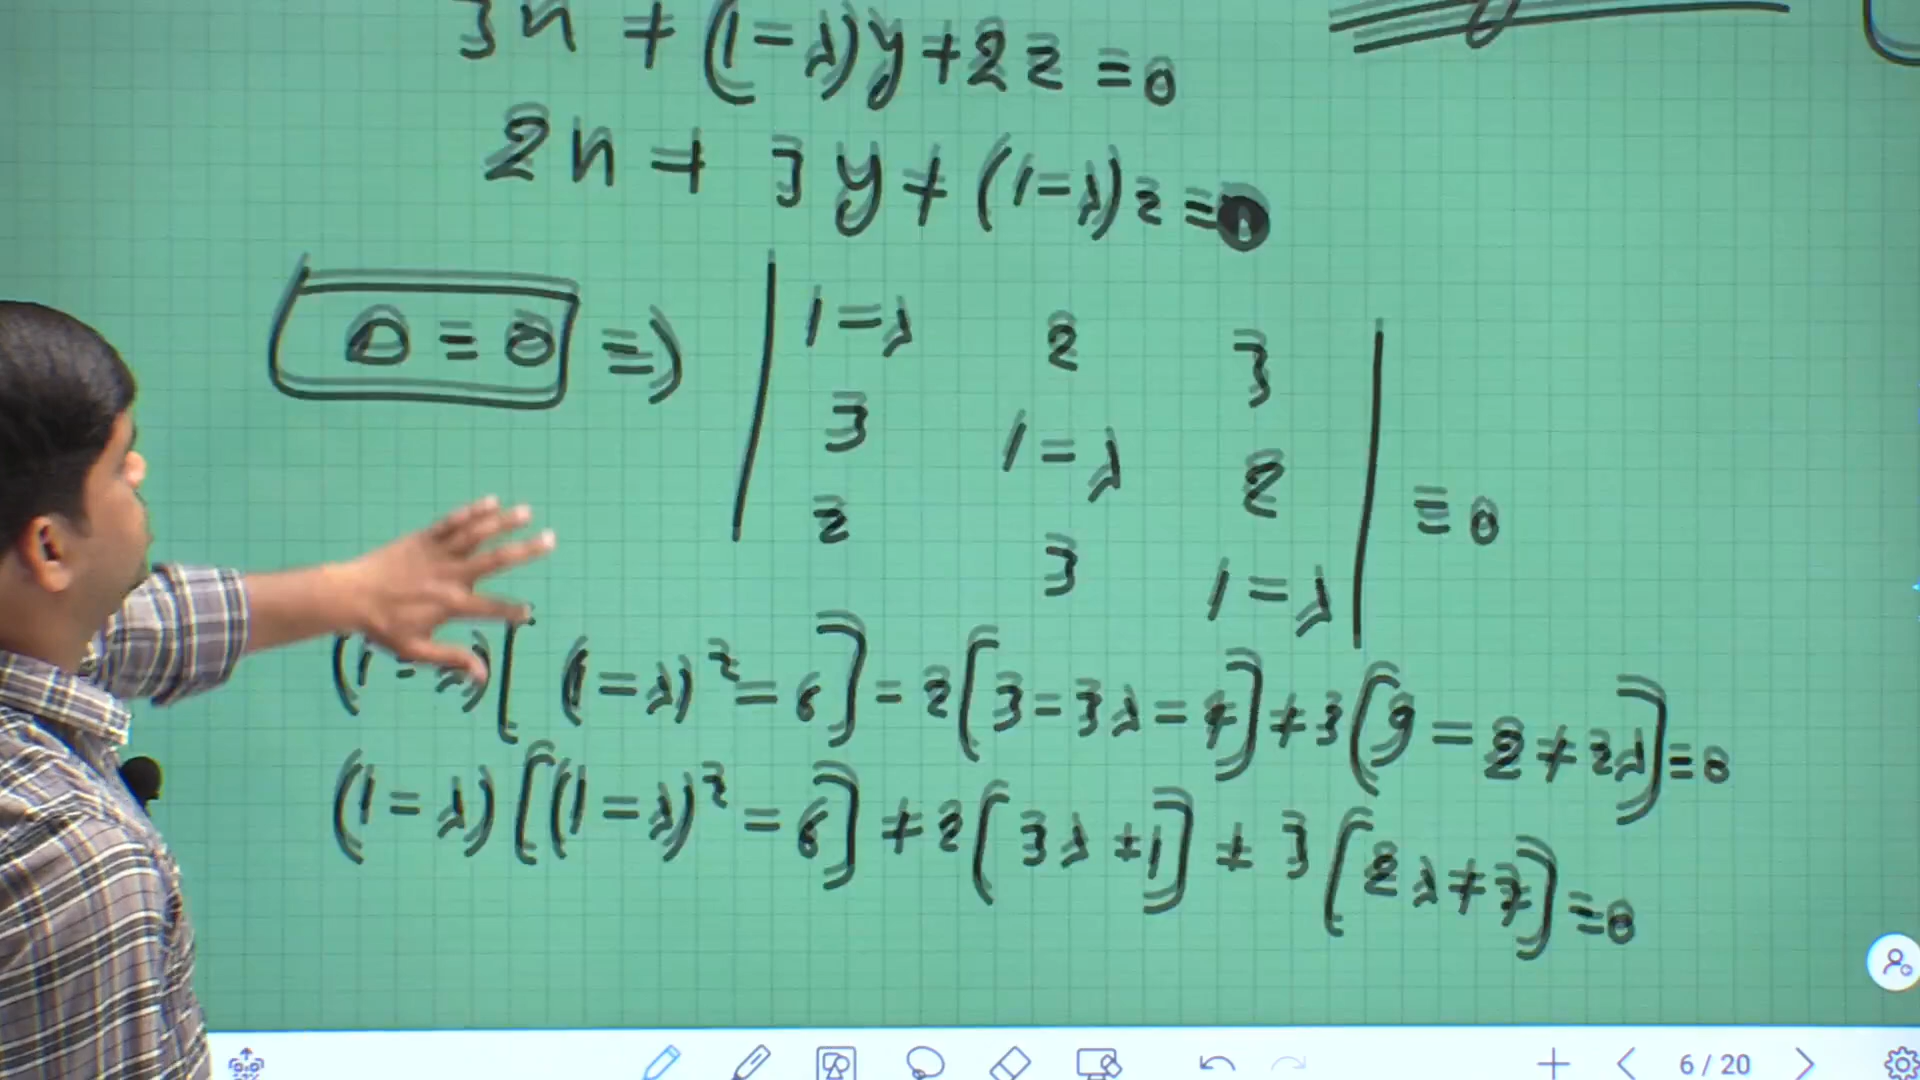 3x + (1-λ)y + 2z = 0
2x + 3y + (1-λ)z = 0
Δ = 0 ⇒ | 1-λ 2 3 |
| 3 1-λ 2 | = 0
| 2 3 1-λ |
(1-λ)[(1-λ)² - 6] - 2[3 - 3λ - 4] + 3[9 - 2 + 2λ] = 0
(1-λ)[(1-λ)² - 6] + 2[3λ + 1] + 3[2λ + 7] = 0
6 / 20